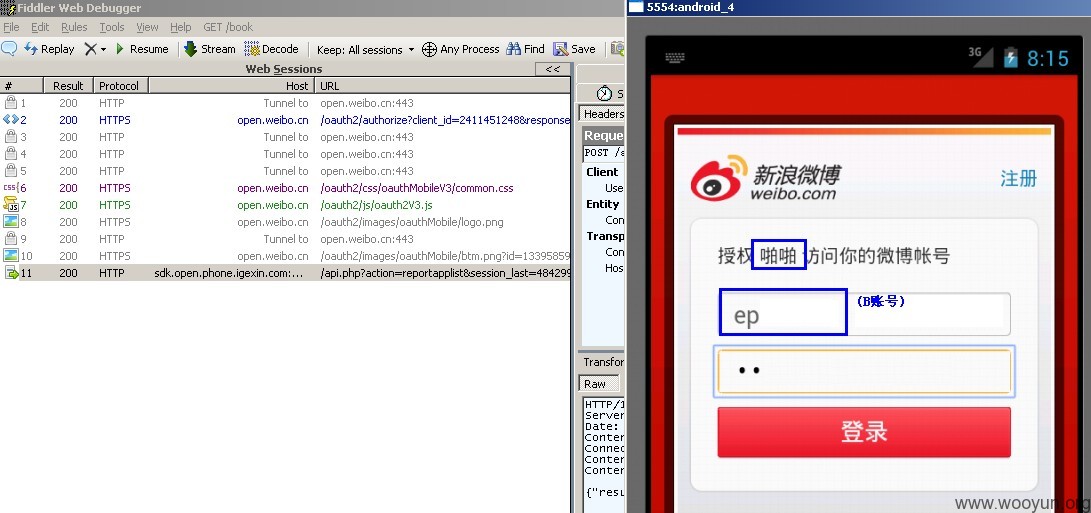 Fiddler Web Debugger
File Edit Rules Tools View Help GET /book
Replay Resume Stream Decode Keep: All sessions Any Process Find Save
Web Sessions <<
# Result Protocol Host URL
1 200 HTTP Tunnel to open.weibo.cn:443
2 200 HTTPS open.weibo.cn /oauth2/authorize?client_id=2411451248&response
3 200 HTTP Tunnel to open.weibo.cn:443
4 200 HTTP Tunnel to open.weibo.cn:443
5 200 HTTP Tunnel to open.weibo.cn:443
6 200 HTTPS open.weibo.cn /oauth2/css/oauthMobileV3/common.css
7 200 HTTPS open.weibo.cn /oauth2/js/oauth2V3.js
8 200 HTTPS open.weibo.cn /oauth2/images/oauthMobile/logo.png
9 200 HTTP Tunnel to open.weibo.cn:443
10 200 HTTPS open.weibo.cn /oauth2/images/oauthMobile/btm.png?id=13395859
11 200 HTTP sdk.open.phone.igexin.com:... /api.php?action=reportapplist&session_last=484299
S
Headers
Reque
POST /a
Client
Use
Entity
Con
Transp
Con
Hos
Transfor
Raw
HTTP/1
Server
Date:
Conten
Connec
Conten
Conten
{"resu
5554:android_4
3G 8:15
新浪微博
weibo.com
注册
授权 啪啪 访问你的微博帐号
ep
(B账号)
登录
www.wooyun.org